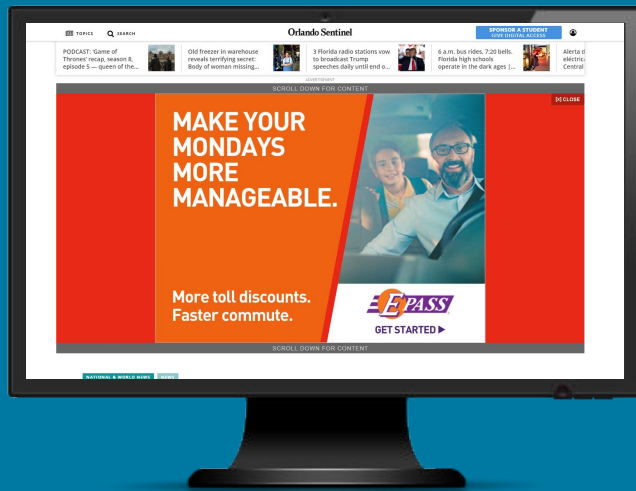 TOPICS
SEARCH
Orlando Sentinel
SPONSOR A STUDENT
GIVE DIGITAL ACCESS
PODCAST: 'Game of
Thrones' recap, season 8,
episode 5 — queen of the...
Old freezer in warehouse
reveals terrifying secret:
Body of woman missing...
3 Florida radio stations vow
to broadcast Trump
speeches daily until end o...
6 a.m. bus rides. 7:20 bells.
Florida high schools
operate in the dark ages |...
Alerta d
eléctric
Central
ADVERTISEMENT
SCROLL DOWN FOR CONTENT
[X] CLOSE
MAKE YOUR
MONDAYS
MORE
MANAGEABLE.
More toll discounts.
Faster commute.
E PASS
GET STARTED
SCROLL DOWN FOR CONTENT
NATIONAL & WORLD NEWS
NEWS